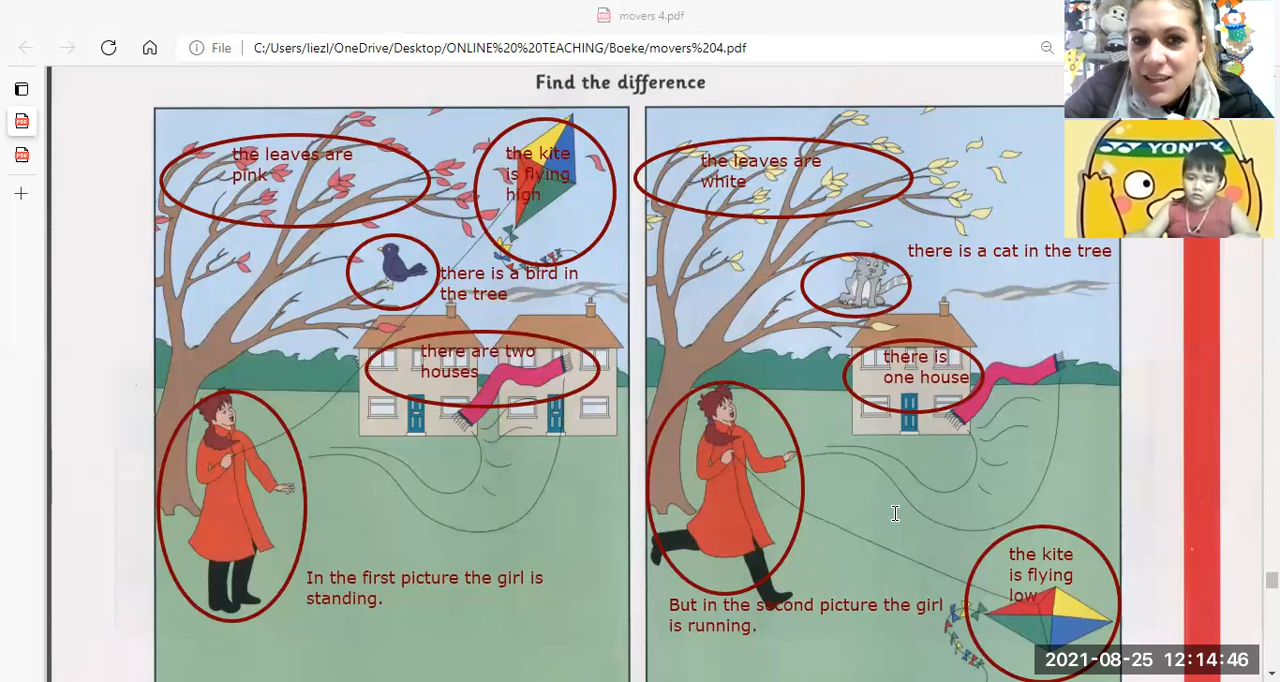 movers 4.pdf
File
C:/Users/liezl/OneDrive/Desktop/ONLINE%20%20TEACHING/Boeke/movers%204.pdf
Find the difference
the leaves are
pink
the kite
is flying
high
there is a bird in
the tree
there are two
houses
In the first picture the girl is
standing.
the leaves are
white
there is a cat in the tree
there is
one house
But in the second picture the girl
is running.
the kite
is flying
low
YONEX
2021-08-25 12:14:46